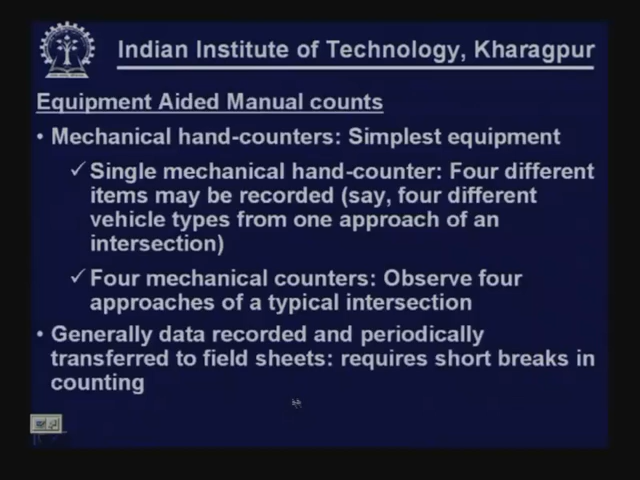 Indian Institute of Technology, Kharagpur
Equipment Aided Manual counts
• Mechanical hand-counters: Simplest equipment
✓ Single mechanical hand-counter: Four different
items may be recorded (say, four different
vehicle types from one approach of an
intersection)
✓ Four mechanical counters: Observe four
approaches of a typical intersection
• Generally data recorded and periodically
transferred to field sheets: requires short breaks in
counting